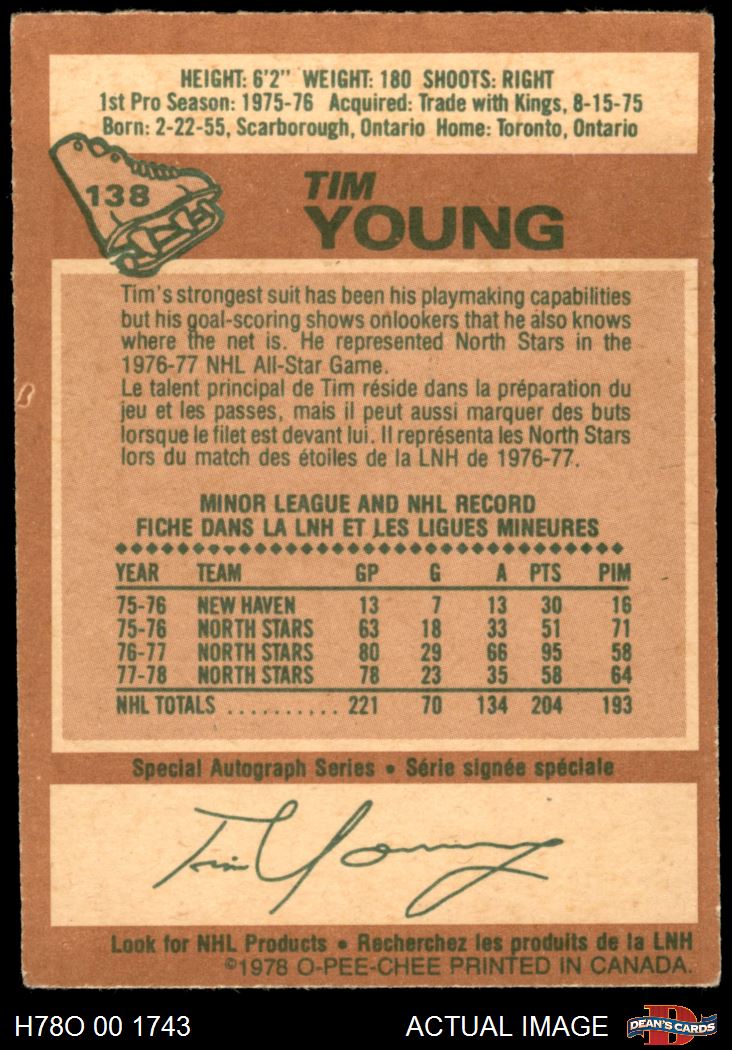 HEIGHT: 6'2" WEIGHT: 180 SHOOTS: RIGHT
1st Pro Season: 1975-76 Acquired: Trade with Kings, 8-15-75
Born: 2-22-55, Scarborough, Ontario Home: Toronto, Ontario
138
TIM
YOUNG
Tim's strongest suit has been his playmaking capabilities
but his goal-scoring shows onlookers that he also knows
where the net is. He represented North Stars in the
1976-77 NHL All-Star Game.
Le talent principal de Tim réside dans la préparation du
jeu et les passes, mais il peut aussi marquer des buts
lorsque le filet est devant lui. Il représenta les North Stars
lors du match des étoiles de la LNH de 1976-77.
MINOR LEAGUE AND NHL RECORD
FICHE DANS LA LNH ET LES LIGUES MINEURES
YEAR TEAM GP G A PTS PIM
75-76 NEW HAVEN 13 7 13 30 16
75-76 NORTH STARS 63 18 33 51 71
76-77 NORTH STARS 80 29 66 95 58
77-78 NORTH STARS 78 23 35 58 64
NHL TOTALS .......... 221 70 134 204 193
Special Autograph Series • Série signée spéciale
Tim Young
Look for NHL Products • Recherchez les produits de la LNH
©1978 O-PEE-CHEE PRINTED IN CANADA.
H78O 00 1743
ACTUAL IMAGE
D
DEAN'S CARDS